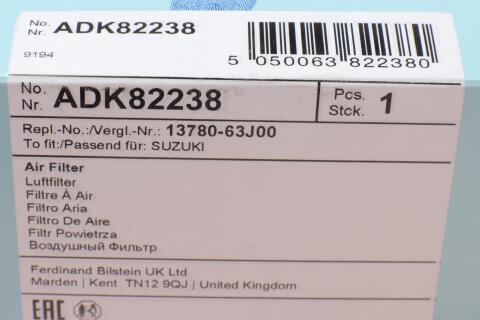 No.
Nr. ADK82238
9194
5 050063 822380
No.
Nr. ADK82238
Pcs.
Stck. 1
Repl.-No.:/Vergl.-Nr.: 13780-63J00
To fit:/Passend für: SUZUKI
Air Filter
Luftfilter
Filtre À Air
Filtro Aria
Filtro De Aire
Filtr Powietrza
Воздушный Фильтр
Ferdinand Bilstein UK Ltd
Marden | Kent TN12 9QJ | United Kingdom
EAC